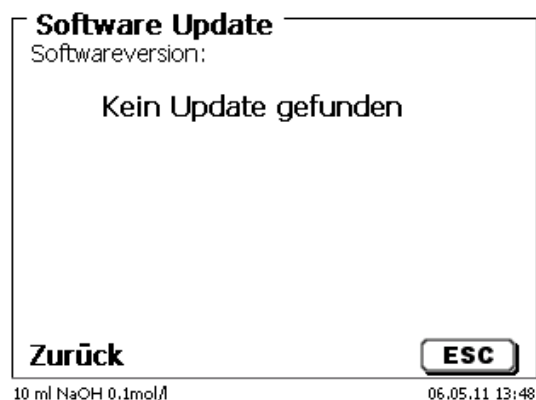 Software Update
Softwareversion:
Kein Update gefunden
Zurück ESC
10 ml NaOH 0.1mol/l 06.05.11 13:48